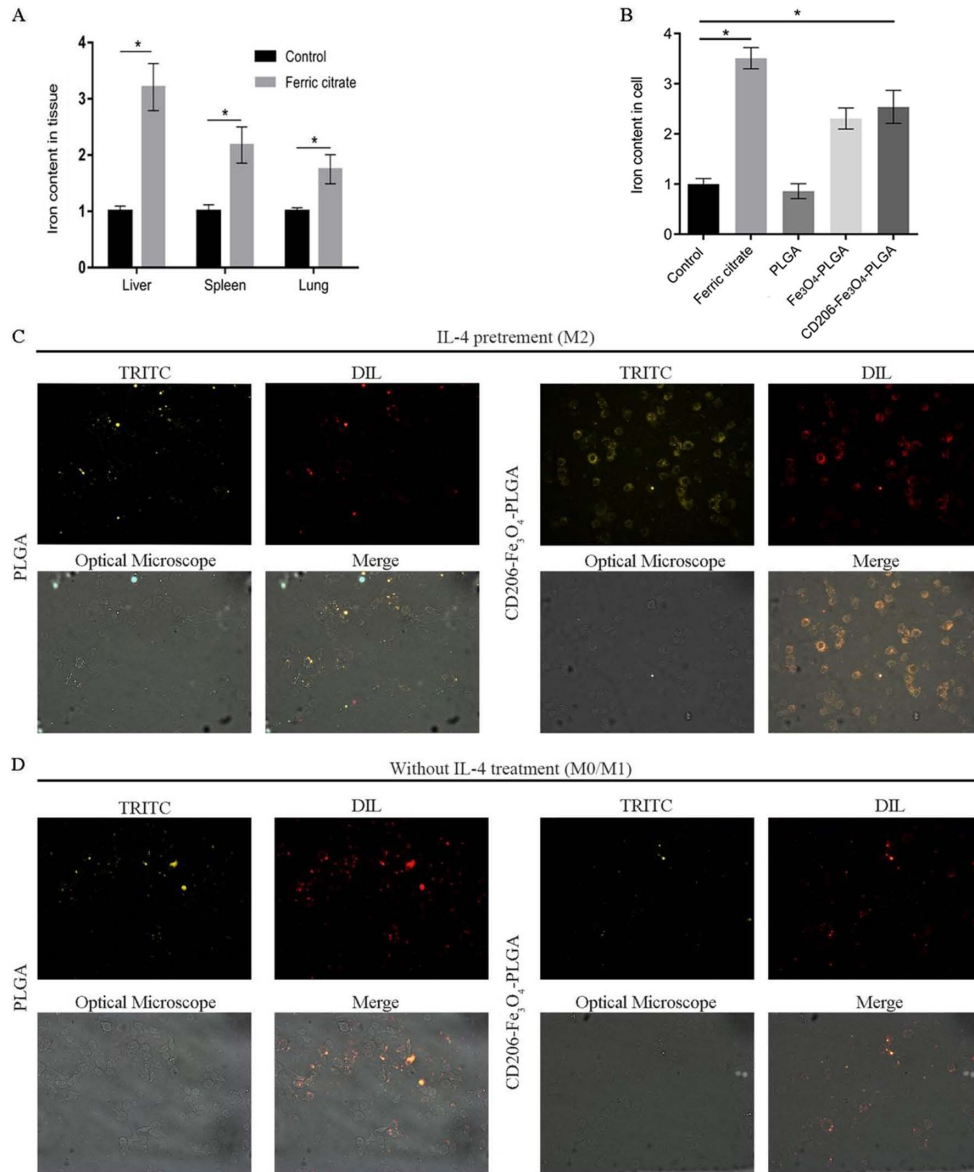 A
B
Iron content in tissue
4
3
2
1
0
*
*
*
Control
Ferric citrate
Liver
Spleen
Lung
Iron content in cell
4
3
2
1
0
*
*
Control
Ferric citrate
PLGA
Fe₃O₄-PLGA
CD206-Fe₃O₄-PLGA
C
IL-4 pretrement (M2)
TRITC
DIL
TRITC
DIL
PLGA
CD206-Fe₃O₄-PLGA
Optical Microscope
Merge
Optical Microscope
Merge
D
Without IL-4 treatment (M0/M1)
TRITC
DIL
TRITC
DIL
PLGA
CD206-Fe₃O₄-PLGA
Optical Microscope
Merge
Optical Microscope
Merge